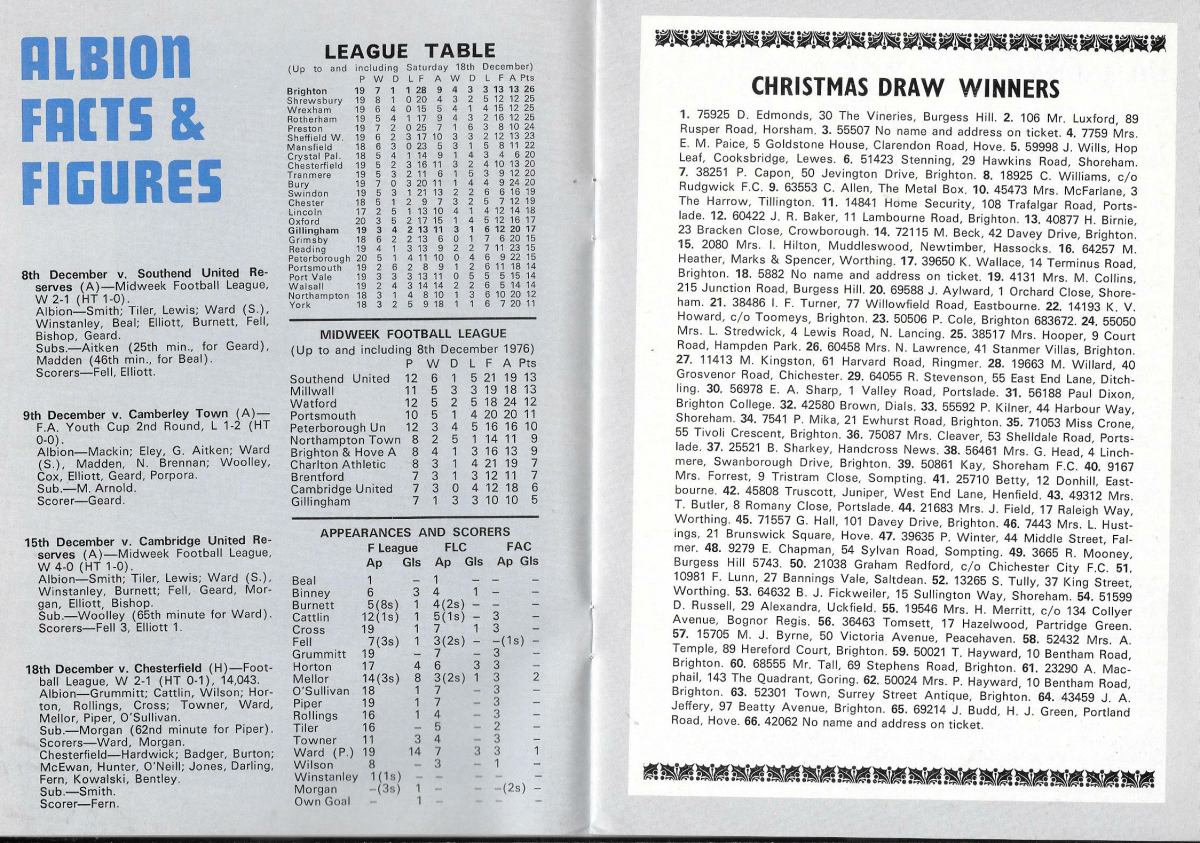 ALBION
FACTS &
FIGURES
8th December v. Southend United Re-
serves (A)—Midweek Football League,
W 2-1 (HT 1-0).
Albion—Smith; Tiler, Lewis; Ward (S.),
Winstanley, Beal; Elliott, Burnett, Fell,
Bishop, Geard.
Subs.—Aitken (25th min., for Geard),
Madden (46th min., for Beal).
Scorers—Fell, Elliott.
9th December v. Camberley Town (A)—
F.A. Youth Cup 2nd Round, L 1-2 (HT
0-0).
Albion—Mackin; Eley, G. Aitken; Ward
(S.), Madden, N. Brennan; Woolley,
Cox, Elliott, Geard, Porpora.
Sub.—M. Arnold.
Scorer—Geard.
15th December v. Cambridge United Re-
serves (A)—Midweek Football League,
W 4-0 (HT 1-0).
Albion—Smith; Tiler, Lewis; Ward (S.),
Winstanley, Burnett; Fell, Geard, Mor-
gan, Elliott, Bishop.
Sub.—Woolley (65th minute for Ward).
Scorers—Fell 3, Elliott 1.
18th December v. Chesterfield (H)—Foot-
ball League, W 2-1 (HT 0-1), 14,043.
Albion—Grummitt; Cattlin, Wilson; Hor-
ton, Rollings, Cross; Towner, Ward,
Mellor, Piper, O'Sullivan.
Sub.—Morgan (62nd minute for Piper).
Scorers—Ward, Morgan.
Chesterfield—Hardwick; Badger, Burton;
McEwan, Hunter, O'Neill; Jones, Darling,
Fern, Kowalski, Bentley.
Sub.—Smith.
Scorer—Fern.
LEAGUE TABLE
(Up to and including Saturday 18th December)
P W D L F A W D L F A Pts
Brighton 19 7 1 1 28 9 4 3 3 13 13 26
Shrewsbury 19 8 1 0 20 4 3 2 5 12 12 25
Wrexham 19 6 4 0 15 5 4 1 4 15 12 25
Rotherham 19 5 4 1 17 9 4 3 2 16 12 25
Preston 19 7 2 0 25 7 1 6 3 8 10 24
Sheffield W. 19 6 2 3 17 10 3 3 2 12 13 23
Mansfield 18 6 3 0 23 5 3 1 5 8 11 22
Crystal Pal. 18 5 4 1 14 9 1 4 3 4 6 20
Chesterfield 19 5 2 3 16 11 3 2 4 10 13 20
Tranmere 19 5 3 2 11 6 1 5 3 9 12 20
Bury 19 7 0 3 20 11 1 4 4 9 24 20
Swindon 19 5 3 1 21 13 2 2 6 6 16 19
Chester 18 5 1 2 9 7 3 2 5 7 12 19
Lincoln 17 2 5 1 13 10 4 1 4 12 14 18
Oxford 20 3 5 2 17 15 1 4 5 12 16 17
Gillingham 19 3 4 2 13 11 3 1 6 12 20 17
Grimsby 18 6 2 2 13 6 0 1 7 6 20 15
Reading 19 4 1 3 13 9 2 2 7 11 23 15
Peterborough 20 5 1 4 11 10 0 4 6 9 22 15
Portsmouth 19 2 6 2 8 9 1 2 6 11 18 14
Port Vale 19 3 3 3 13 11 0 5 5 5 15 14
Walsall 19 2 4 3 14 14 2 2 6 5 14 14
Northampton 18 3 1 4 8 10 1 3 6 10 20 12
York 18 3 2 5 9 18 1 1 6 7 20 11
MIDWEEK FOOTBALL LEAGUE
(Up to and including 8th December 1976)
P W D L F A Pts
Southend United 12 6 1 5 21 19 13
Millwall 11 5 3 3 19 18 13
Watford 12 5 2 5 18 24 12
Portsmouth 10 5 1 4 20 20 11
Peterborough Un 12 3 4 5 16 16 10
Northampton Town 8 2 5 1 14 11 9
Brighton & Hove A 8 4 1 3 16 13 9
Charlton Athletic 8 3 1 4 21 19 7
Brentford 7 3 1 3 12 11 7
Cambridge United 7 3 0 4 12 18 6
Gillingham 7 1 3 3 10 10 5
APPEARANCES AND SCORERS
F League FLC FAC
Ap Gls Ap Gls Ap Gls
Beal 1 – 1 – – –
Binney 6 3 4 1 – –
Burnett 5(8s) 1 4(2s) – – –
Cattlin 12(1s) 1 5(1s) – 3 –
Cross 19 1 7 1 3 –
Fell 7(3s) 1 3(2s) – –(1s) –
Grummitt 19 – 7 – 3 –
Horton 17 4 6 3 3 –
Mellor 14(3s) 8 3(2s) 1 3 2
O'Sullivan 18 1 7 – 3 –
Piper 19 1 7 – 3 –
Rollings 16 1 4 – 3 –
Tiler 16 – 5 – 2 –
Towner 11 3 4 – 3 –
Ward (P.) 19 14 7 3 3 1
Wilson 8 – 3 – 1 –
Winstanley 1(1s) – – – – –
Morgan –(3s) 1 – – –(2s) –
Own Goal – 1 – – – –
CHRISTMAS DRAW WINNERS
1. 75925 D. Edmonds, 30 The Vineries, Burgess Hill. 2. 106 Mr. Luxford, 89
Rusper Road, Horsham. 3. 55507 No name and address on ticket. 4. 7759 Mrs.
E. M. Paice, 5 Goldstone House, Clarendon Road, Hove. 5. 59998 J. Wills, Hop
Leaf, Cooksbridge, Lewes. 6. 51423 Stenning, 29 Hawkins Road, Shoreham.
7. 38251 P. Capon, 50 Jevington Drive, Brighton. 8. 18925 C. Williams, c/o
Rudgwick F.C. 9. 63553 C. Allen, The Metal Box. 10. 45473 Mrs. McFarlane, 3
The Harrow, Tillington. 11. 14841 Home Security, 108 Trafalgar Road, Ports-
lade. 12. 60422 J. R. Baker, 11 Lambourne Road, Brighton. 13. 40877 H. Birnie,
23 Bracken Close, Crowborough. 14. 72115 M. Beck, 42 Davey Drive, Brighton.
15. 2080 Mrs. I. Hilton, Muddleswood, Newtimber, Hassocks. 16. 64257 M.
Heather, Marks & Spencer, Worthing. 17. 39650 K. Wallace, 14 Terminus Road,
Brighton. 18. 5882 No name and address on ticket. 19. 4131 Mrs. M. Collins,
215 Junction Road, Burgess Hill. 20. 69588 J. Aylward, 1 Orchard Close, Shore-
ham. 21. 38486 I. F. Turner, 77 Willowfield Road, Eastbourne. 22. 14193 K. V.
Howard, c/o Toomeys, Brighton. 23. 50506 P. Cole, Brighton 683672. 24. 55050
Mrs. L. Stredwick, 4 Lewis Road, N. Lancing. 25. 38517 Mrs. Hooper, 9 Court
Road, Hampden Park. 26. 60458 Mrs. N. Lawrence, 41 Stanmer Villas, Brighton.
27. 11413 M. Kingston, 61 Harvard Road, Ringmer. 28. 19663 M. Willard, 40
Grosvenor Road, Chichester. 29. 64055 R. Stevenson, 55 East End Lane, Ditch-
ling. 30. 56978 E. A. Sharp, 1 Valley Road, Portslade. 31. 56188 Paul Dixon,
Brighton College. 32. 42580 Brown, Dials. 33. 55592 P. Kilner, 44 Harbour Way,
Shoreham. 34. 7541 P. Mika, 21 Ewhurst Road, Brighton. 35. 71053 Miss Crone,
55 Tivoli Crescent, Brighton. 36. 75087 Mrs. Cleaver, 53 Shelldale Road, Ports-
lade. 37. 25521 B. Sharkey, Handcross News. 38. 56461 Mrs. G. Head, 4 Linch-
mere, Swanborough Drive, Brighton. 39. 50861 Kay, Shoreham F.C. 40. 9167
Mrs. Forrest, 9 Tristram Close, Sompting. 41. 25710 Betty, 12 Donhill, East-
bourne. 42. 45808 Truscott, Juniper, West End Lane, Henfield. 43. 49312 Mrs.
T. Butler, 8 Romany Close, Portslade. 44. 21683 Mrs. J. Field, 17 Raleigh Way,
Worthing. 45. 71557 G. Hall, 101 Davey Drive, Brighton. 46. 7443 Mrs. L. Hust-
ings, 21 Brunswick Square, Hove. 47. 39635 P. Winter, 44 Middle Street, Fal-
mer. 48. 9279 E. Chapman, 54 Sylvan Road, Sompting. 49. 3665 R. Mooney,
Burgess Hill 5743. 50. 21038 Graham Redford, c/o Chichester City F.C. 51.
10981 F. Lunn, 27 Bannings Vale, Saltdean. 52. 13265 S. Tully, 37 King Street,
Worthing. 53. 64632 B. J. Fickweiler, 15 Sullington Way, Shoreham. 54. 51599
D. Russell, 29 Alexandra, Uckfield. 55. 19546 Mrs. H. Merritt, c/o 134 Collyer
Avenue, Bognor Regis. 56. 36463 Tomsett, 17 Hazelwood, Partridge Green.
57. 15705 M. J. Byrne, 50 Victoria Avenue, Peacehaven. 58. 52432 Mrs. A.
Temple, 89 Hereford Court, Brighton. 59. 50021 T. Hayward, 10 Bentham Road,
Brighton. 60. 68555 Mr. Tall, 69 Stephens Road, Brighton. 61. 23290 A. Mac-
phail, 143 The Quadrant, Goring. 62. 50024 Mrs. P. Hayward, 10 Bentham Road,
Brighton. 63. 52301 Town, Surrey Street Antique, Brighton. 64. 43459 J. A.
Jeffery, 97 Beatty Avenue, Brighton. 65. 69214 J. Budd, H. J. Green, Portland
Road, Hove. 66. 42062 No name and address on ticket.